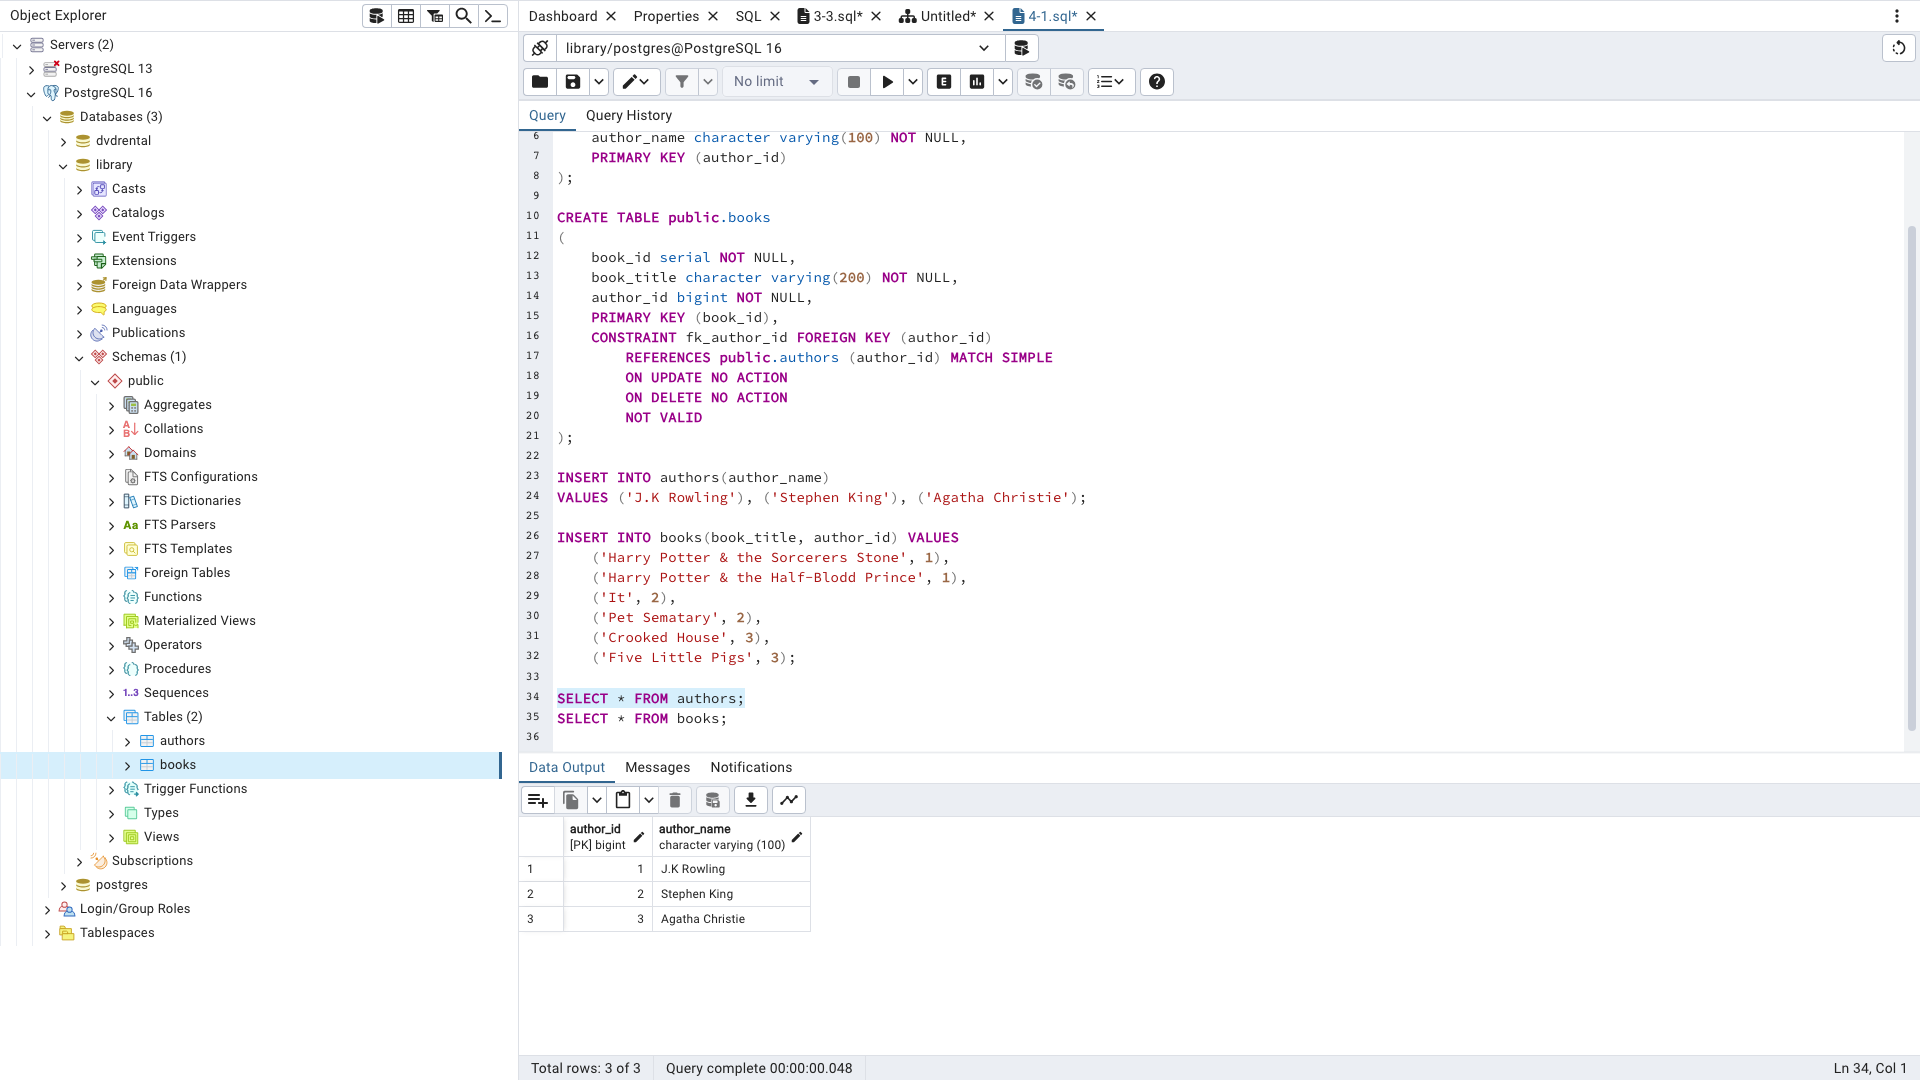 Object Explorer
Servers (2)
PostgreSQL 13
PostgreSQL 16
Databases (3)
dvdrental
library
Casts
Catalogs
Event Triggers
Extensions
Foreign Data Wrappers
Languages
Publications
Schemas (1)
public
Aggregates
Collations
Domains
FTS Configurations
FTS Dictionaries
Aa FTS Parsers
FTS Templates
Foreign Tables
Functions
Materialized Views
Operators
Procedures
1..3 Sequences
Tables (2)
authors
books
Trigger Functions
Types
Views
Subscriptions
postgres
Login/Group Roles
Tablespaces
Dashboard Properties SQL 3-3.sql* Untitled* 4-1.sql*
library/postgres@PostgreSQL 16
No limit E
Query Query History
6 author_name character varying(100) NOT NULL,
7 PRIMARY KEY (author_id)
8 );
9
10 CREATE TABLE public.books
11 (
12 book_id serial NOT NULL,
13 book_title character varying(200) NOT NULL,
14 author_id bigint NOT NULL,
15 PRIMARY KEY (book_id),
16 CONSTRAINT fk_author_id FOREIGN KEY (author_id)
17 REFERENCES public.authors (author_id) MATCH SIMPLE
18 ON UPDATE NO ACTION
19 ON DELETE NO ACTION
20 NOT VALID
21 );
22
23 INSERT INTO authors(author_name)
24 VALUES ('J.K Rowling'), ('Stephen King'), ('Agatha Christie');
25
26 INSERT INTO books(book_title, author_id) VALUES
27 ('Harry Potter & the Sorcerers Stone', 1),
28 ('Harry Potter & the Half-Blodd Prince', 1),
29 ('It', 2),
30 ('Pet Sematary', 2),
31 ('Crooked House', 3),
32 ('Five Little Pigs', 3);
33
34 SELECT * FROM authors;
35 SELECT * FROM books;
36
Data Output Messages Notifications
author_id author_name
[PK] bigint character varying (100)
1 1 J.K Rowling
2 2 Stephen King
3 3 Agatha Christie
Total rows: 3 of 3 Query complete 00:00:00.048 Ln 34, Col 1